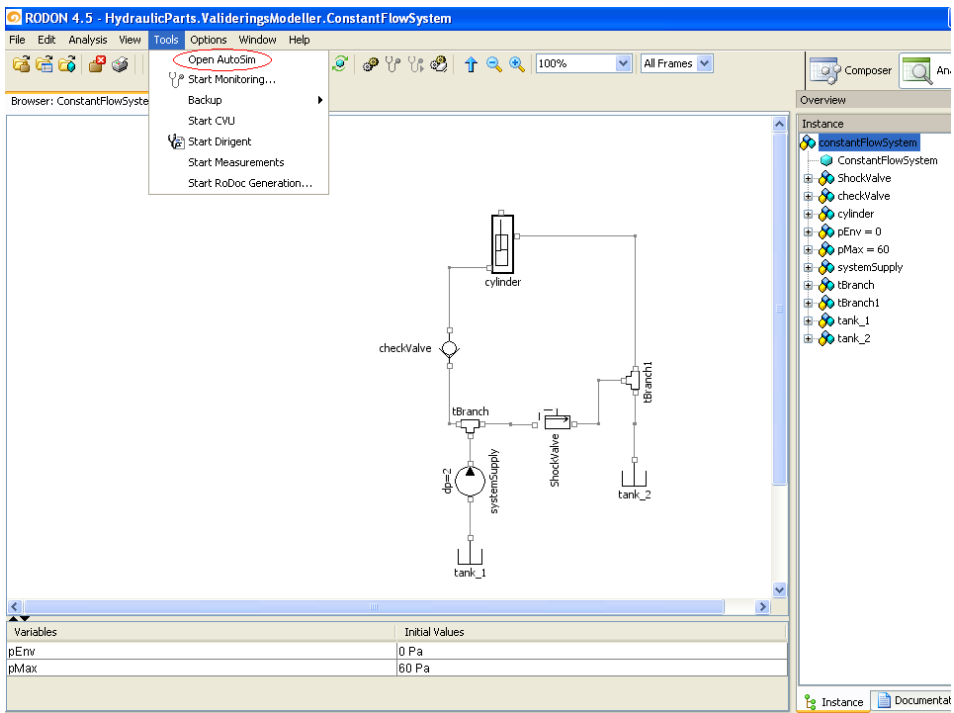 RODON 4.5 - HydraulicParts.ValideringsModeller.ConstantFlowSystem
File Edit Analysis View Tools Options Window Help
Open AutoSim
Start Monitoring...
Backup
Start CVU
Start Dirigent
Start Measurements
Start RoDoc Generation...
100%
All Frames
Composer
An
Browser: ConstantFlowSyste
Overview
Instance
constantFlowSystem
ConstantFlowSystem
ShockValve
checkValve
cylinder
pEnv = 0
pMax = 60
systemSupply
tBranch
tBranch1
tank_1
tank_2
cylinder
checkValve
tBranch1
tBranch
ShockValve
dp=2
systemSupply
tank_2
tank_1
Variables Initial Values
pEnv 0 Pa
pMax 60 Pa
Instance Documentat